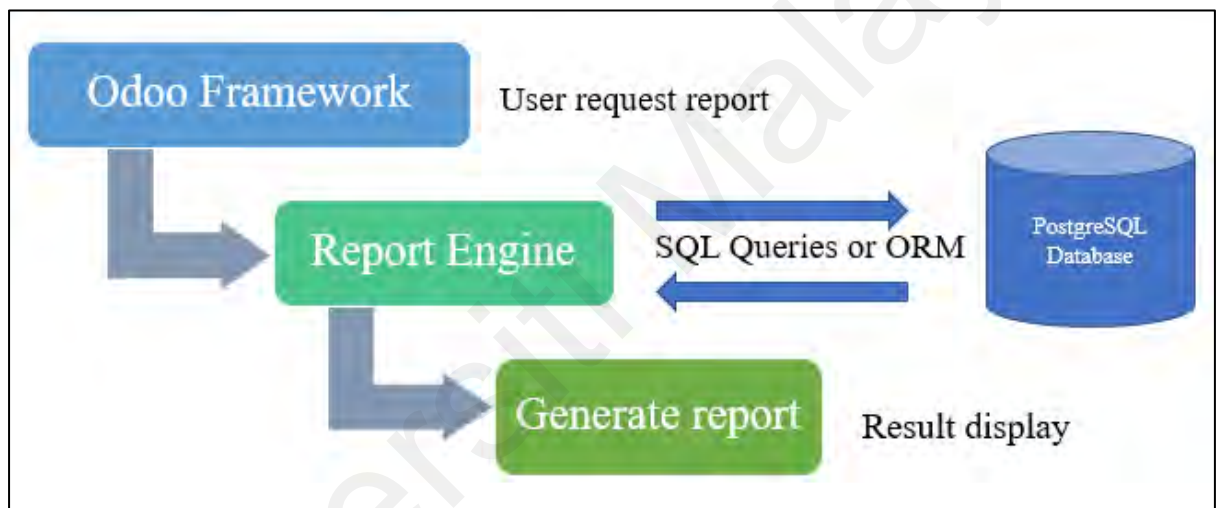 Odoo Framework
User request report
Report Engine
SQL Queries or ORM
PostgreSQL
Database
Generate report
Result display